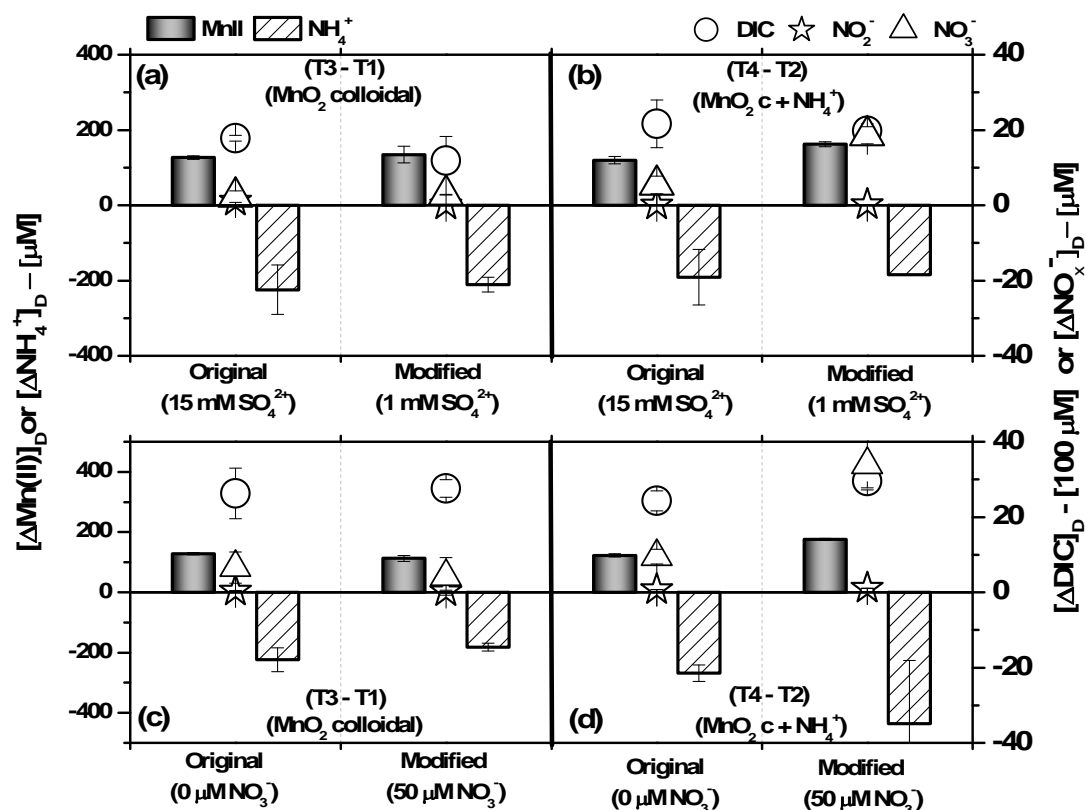 MnII NH₄⁺ DIC NO₂⁻ NO₃⁻
400 (a) (T3 - T1) (b) (T4 - T2) 40
(MnO₂ colloidal) (MnO₂ c + NH₄⁺)
200 20
0 0
-200 -20
-400 -40
Original Modified Original Modified
(15 mM SO₄²⁺) (1 mM SO₄²⁺) (15 mM SO₄²⁺) (1 mM SO₄²⁺)
[ΔMn(II)]D or [ΔNH₄⁺]D – [μM]
[ΔDIC]D - [100 μM] or [ΔNOₓ⁻]D – [μM]
40
400
200 20
0 0
-200 -20
(c) (T3 - T1) (d) (T4 - T2)
-400 (MnO₂ colloidal) (MnO₂ c + NH₄⁺) -40
Original Modified Original Modified
(0 μM NO₃⁻) (50 μM NO₃⁻) (0 μM NO₃⁻) (50 μM NO₃⁻)